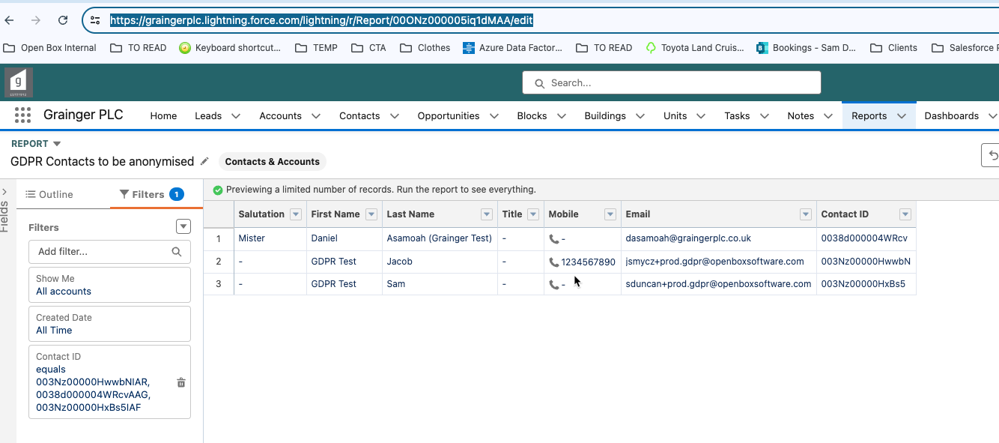 https://graingerplc.lightning.force.com/lightning/r/Report/00ONz000005iq1dMAA/edit
Open Box Internal TO READ Keyboard shortcut... TEMP CTA Clothes Azure Data Factor... TO READ Toyota Land Cruis... Bookings - Sam D... Clients Salesforce
g
Search...
Grainger PLC Home Leads Accounts Contacts Opportunities Blocks Buildings Units Tasks Notes Reports Dashboards
REPORT
GDPR Contacts to be anonymised Contacts & Accounts
Fields
Outline Filters 1
Previewing a limited number of records. Run the report to see everything.
Filters
Add filter...
Show Me
All accounts
Created Date
All Time
Contact ID
equals
003Nz00000HwwbNIAR,
0038d000004WRcvAAG,
003Nz00000HxBs5IAF
Salutation First Name Last Name Title Mobile Email Contact ID
1 Mister Daniel Asamoah (Grainger Test) - - dasamoah@graingerplc.co.uk 0038d000004WRcv
2 - GDPR Test Jacob - 1234567890 jsmycz+prod.gdpr@openboxsoftware.com 003Nz00000HwwbN
3 - GDPR Test Sam - - sduncan+prod.gdpr@openboxsoftware.com 003Nz00000HxBs5